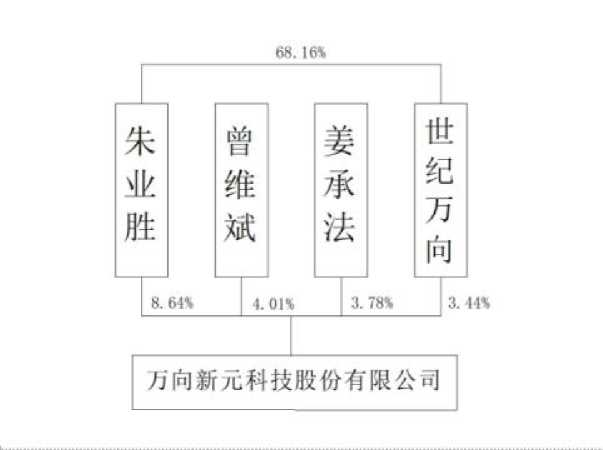 68.16%
朱业胜
曾维斌
姜承法
世纪万向
8.64%
4.01%
3.78%
3.44%
万向新元科技股份有限公司